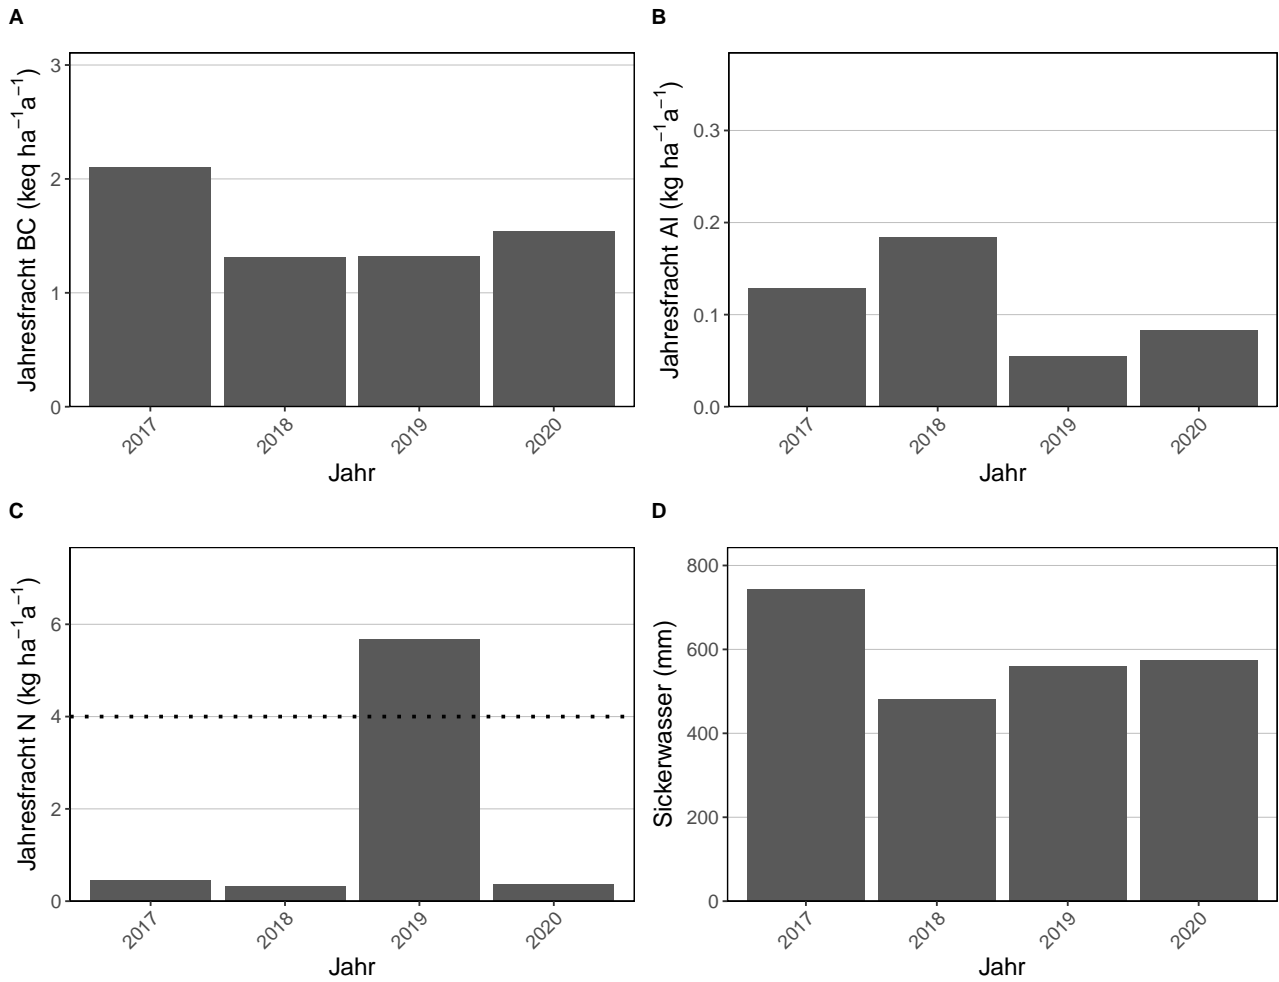 A
Jahresfracht BC (keq ha⁻¹a⁻¹)
3
2
1
0
2017
2018
2019
2020
Jahr
B
Jahresfracht Al (kg ha⁻¹a⁻¹)
0.3
0.2
0.1
0.0
2017
2018
2019
2020
Jahr
C
Jahresfracht N (kg ha⁻¹a⁻¹)
6
4
2
0
2017
2018
2019
2020
Jahr
D
Sickerwasser (mm)
800
600
400
200
0
2017
2018
2019
2020
Jahr